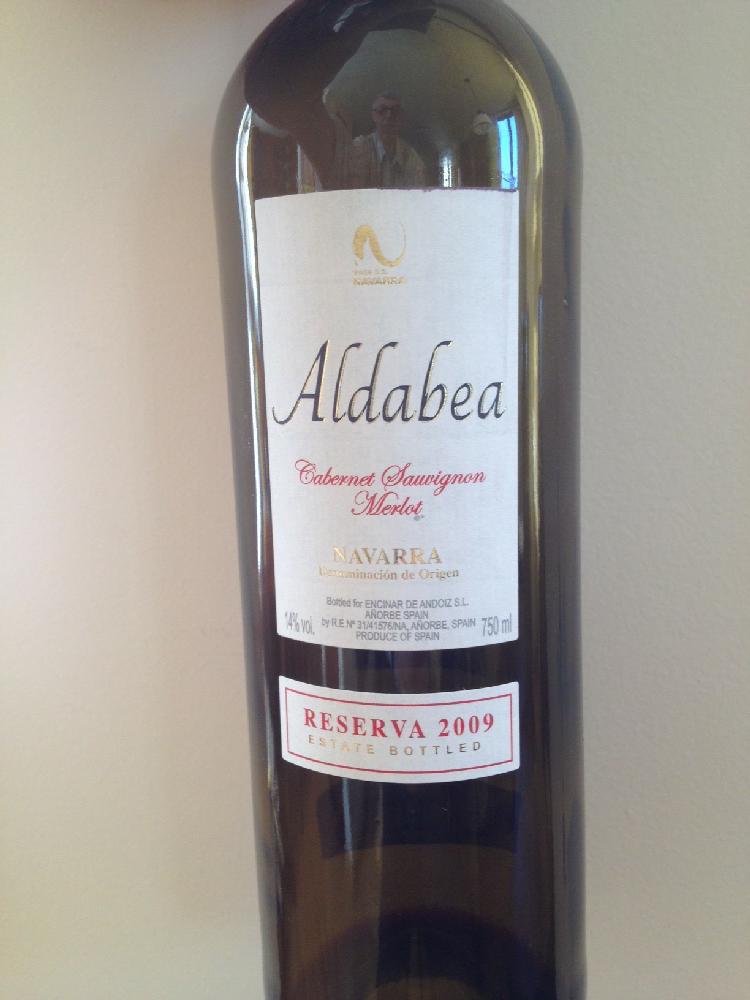 NAVARRA
Aldabea
Cabernet Sauvignon
Merlot
NAVARRA
Denominación de Origen
Bottled for ENCINAR DE ANDOIZ S.L.
AÑORBE SPAIN
14% vol. by R.E. Nº 31/41576/NA, AÑORBE, SPAIN 750 ml
PRODUCE OF SPAIN
RESERVA 2009
ESTATE BOTTLED